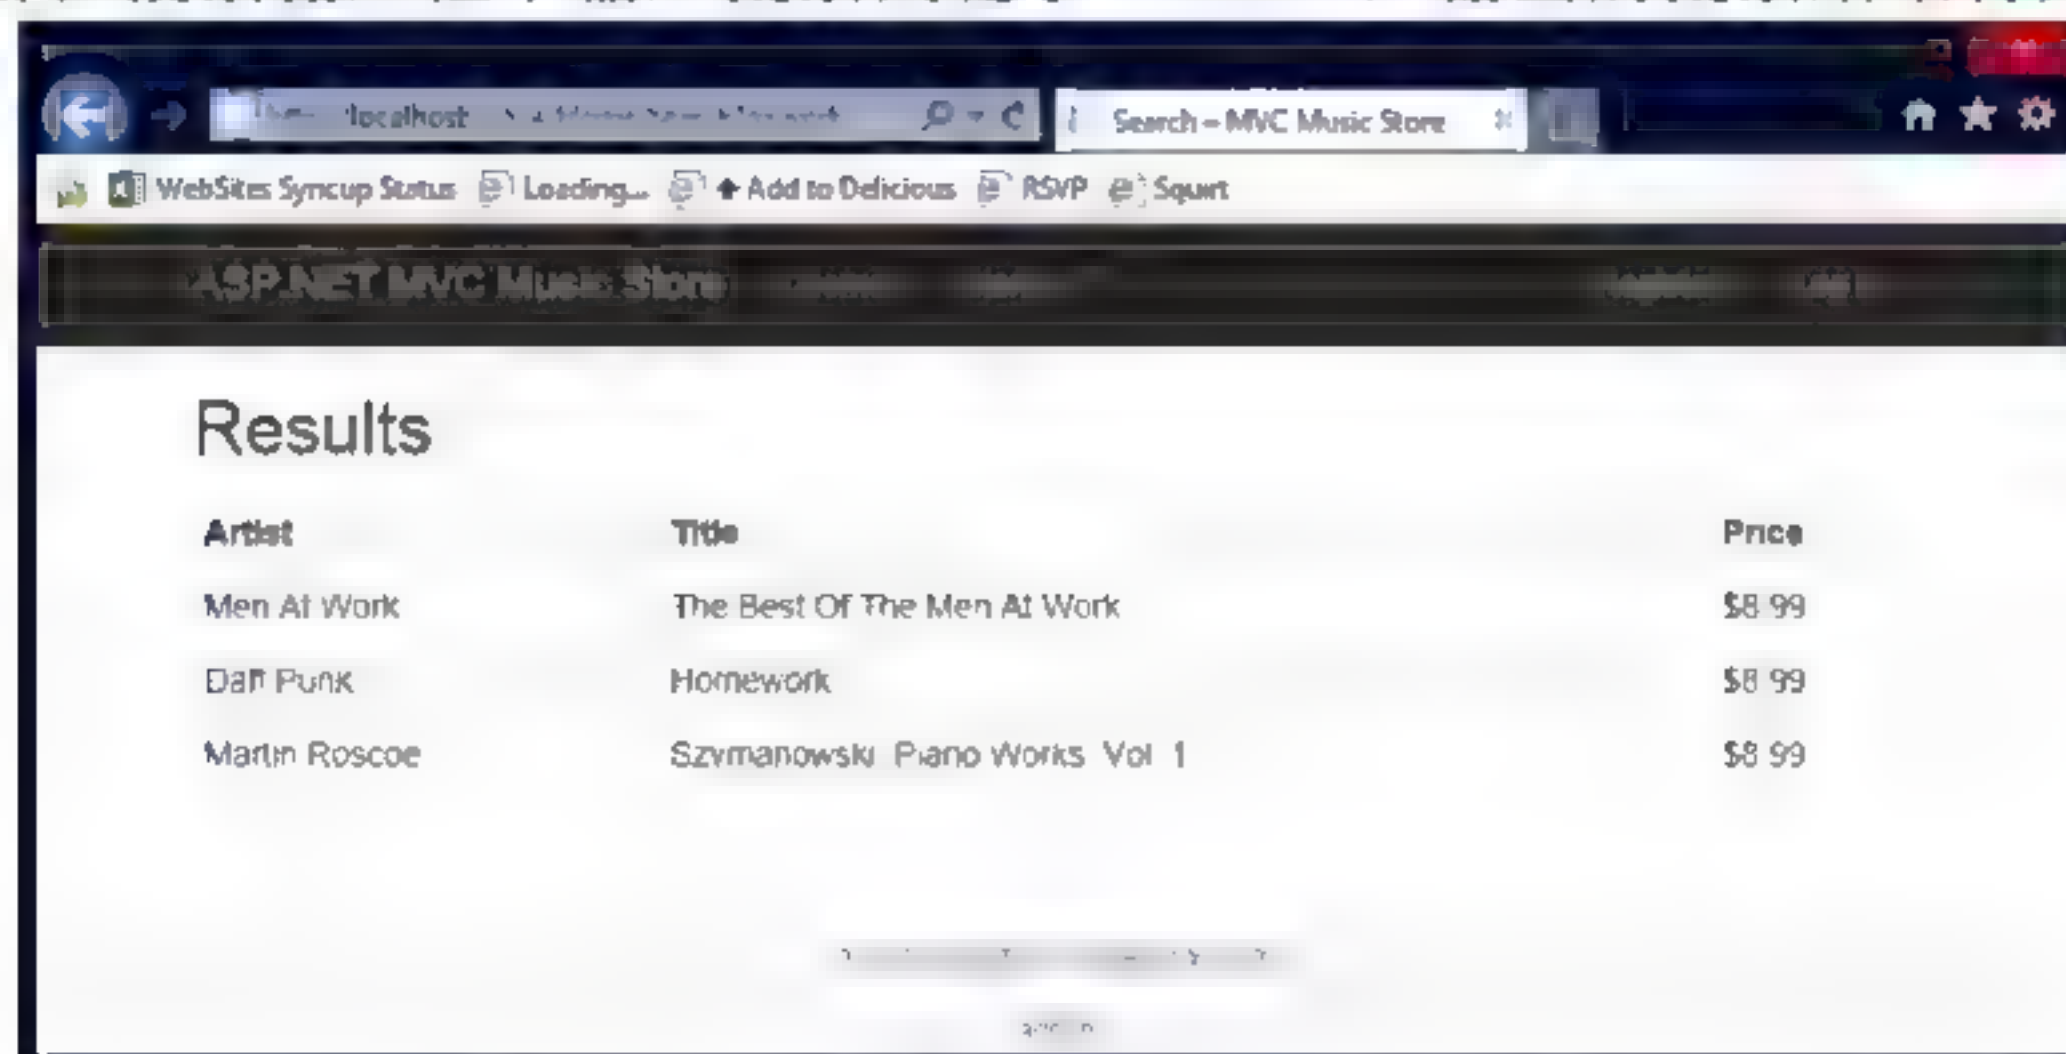 localhost
Search – MVC Music Store
WebSites Syncup Status Loading... Add to Delicious RSVP Squirt
ASP.NET MVC Music Store
Results
Artist Title Price
Men At Work The Best Of The Men At Work $8.99
Daft Punk Homework $8.99
Martin Roscoe Szymanowski Piano Works Vol 1 $8.99